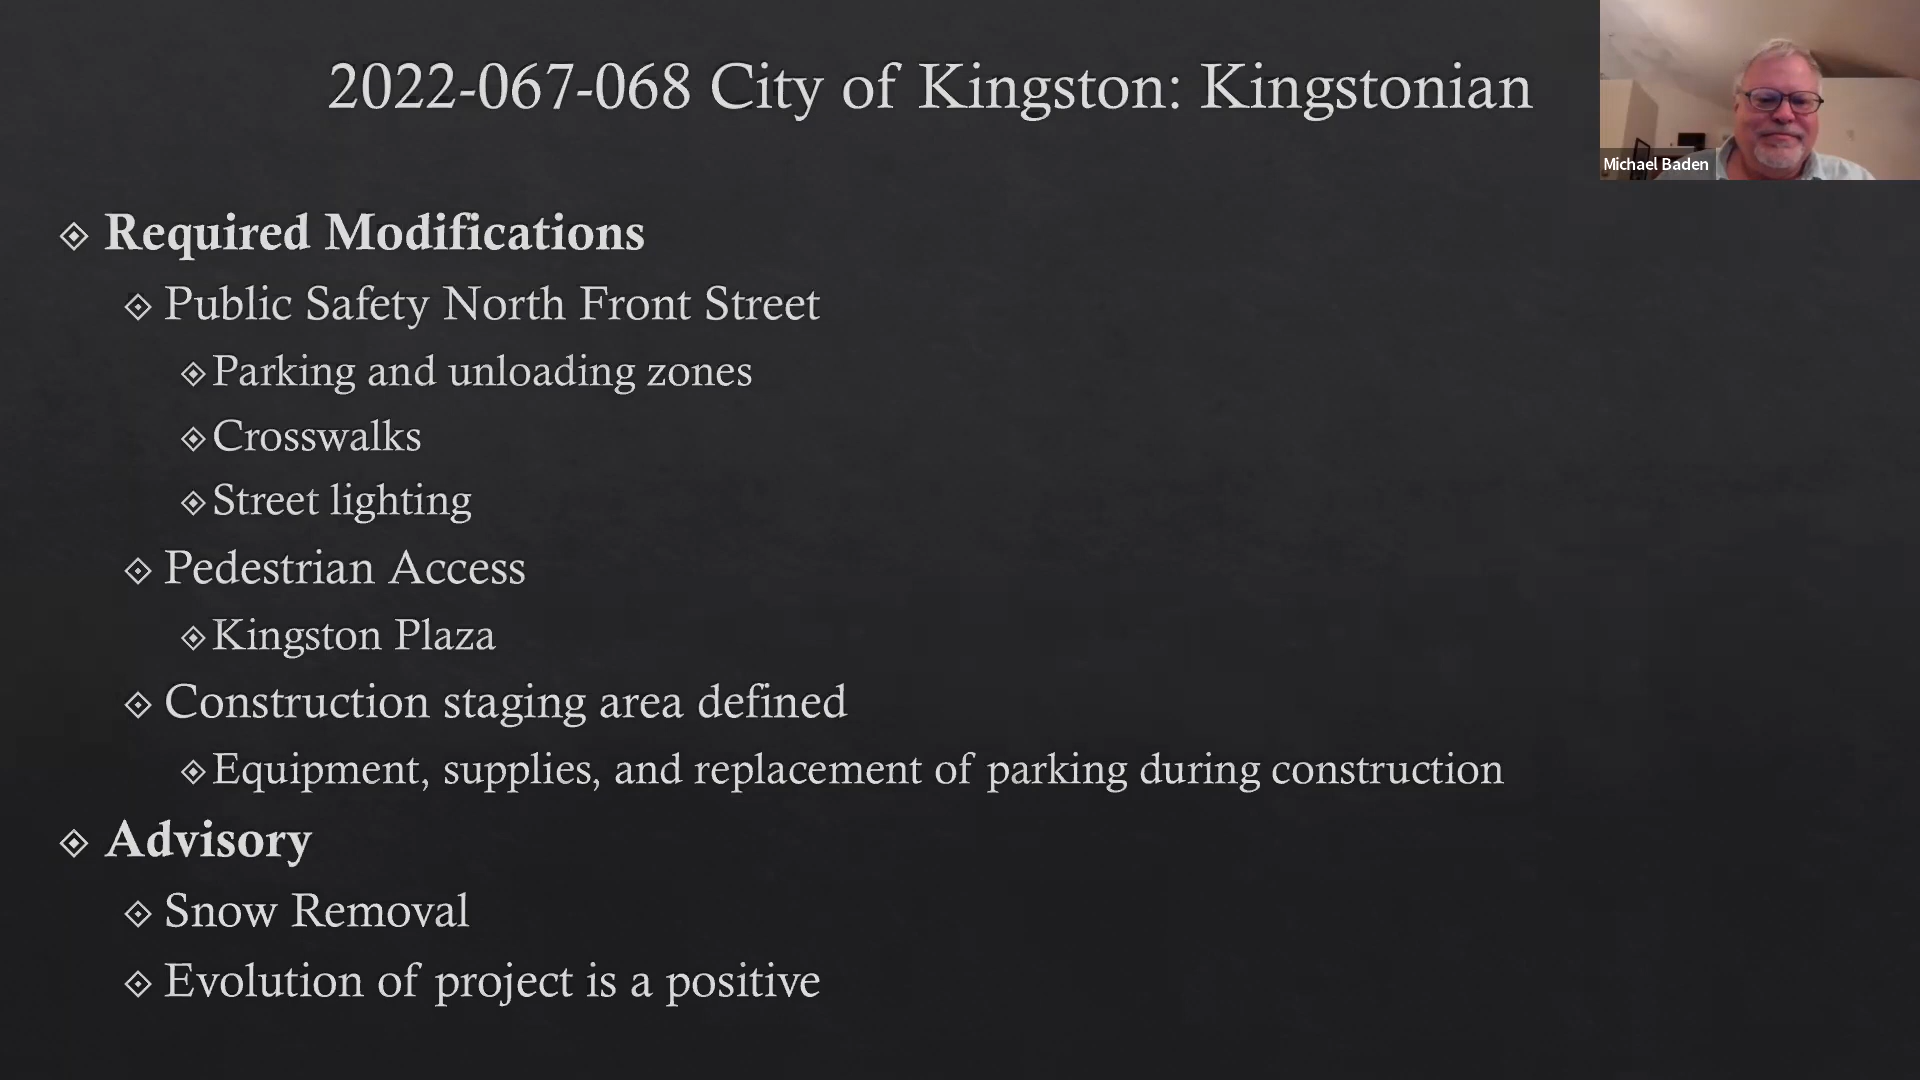 2022-067-068 City of Kingston: Kingstonian
Michael Baden
Required Modifications
Public Safety North Front Street
Parking and unloading zones
Crosswalks
Street lighting
Pedestrian Access
Kingston Plaza
Construction staging area defined
Equipment, supplies, and replacement of parking during construction
Advisory
Snow Removal
Evolution of project is a positive